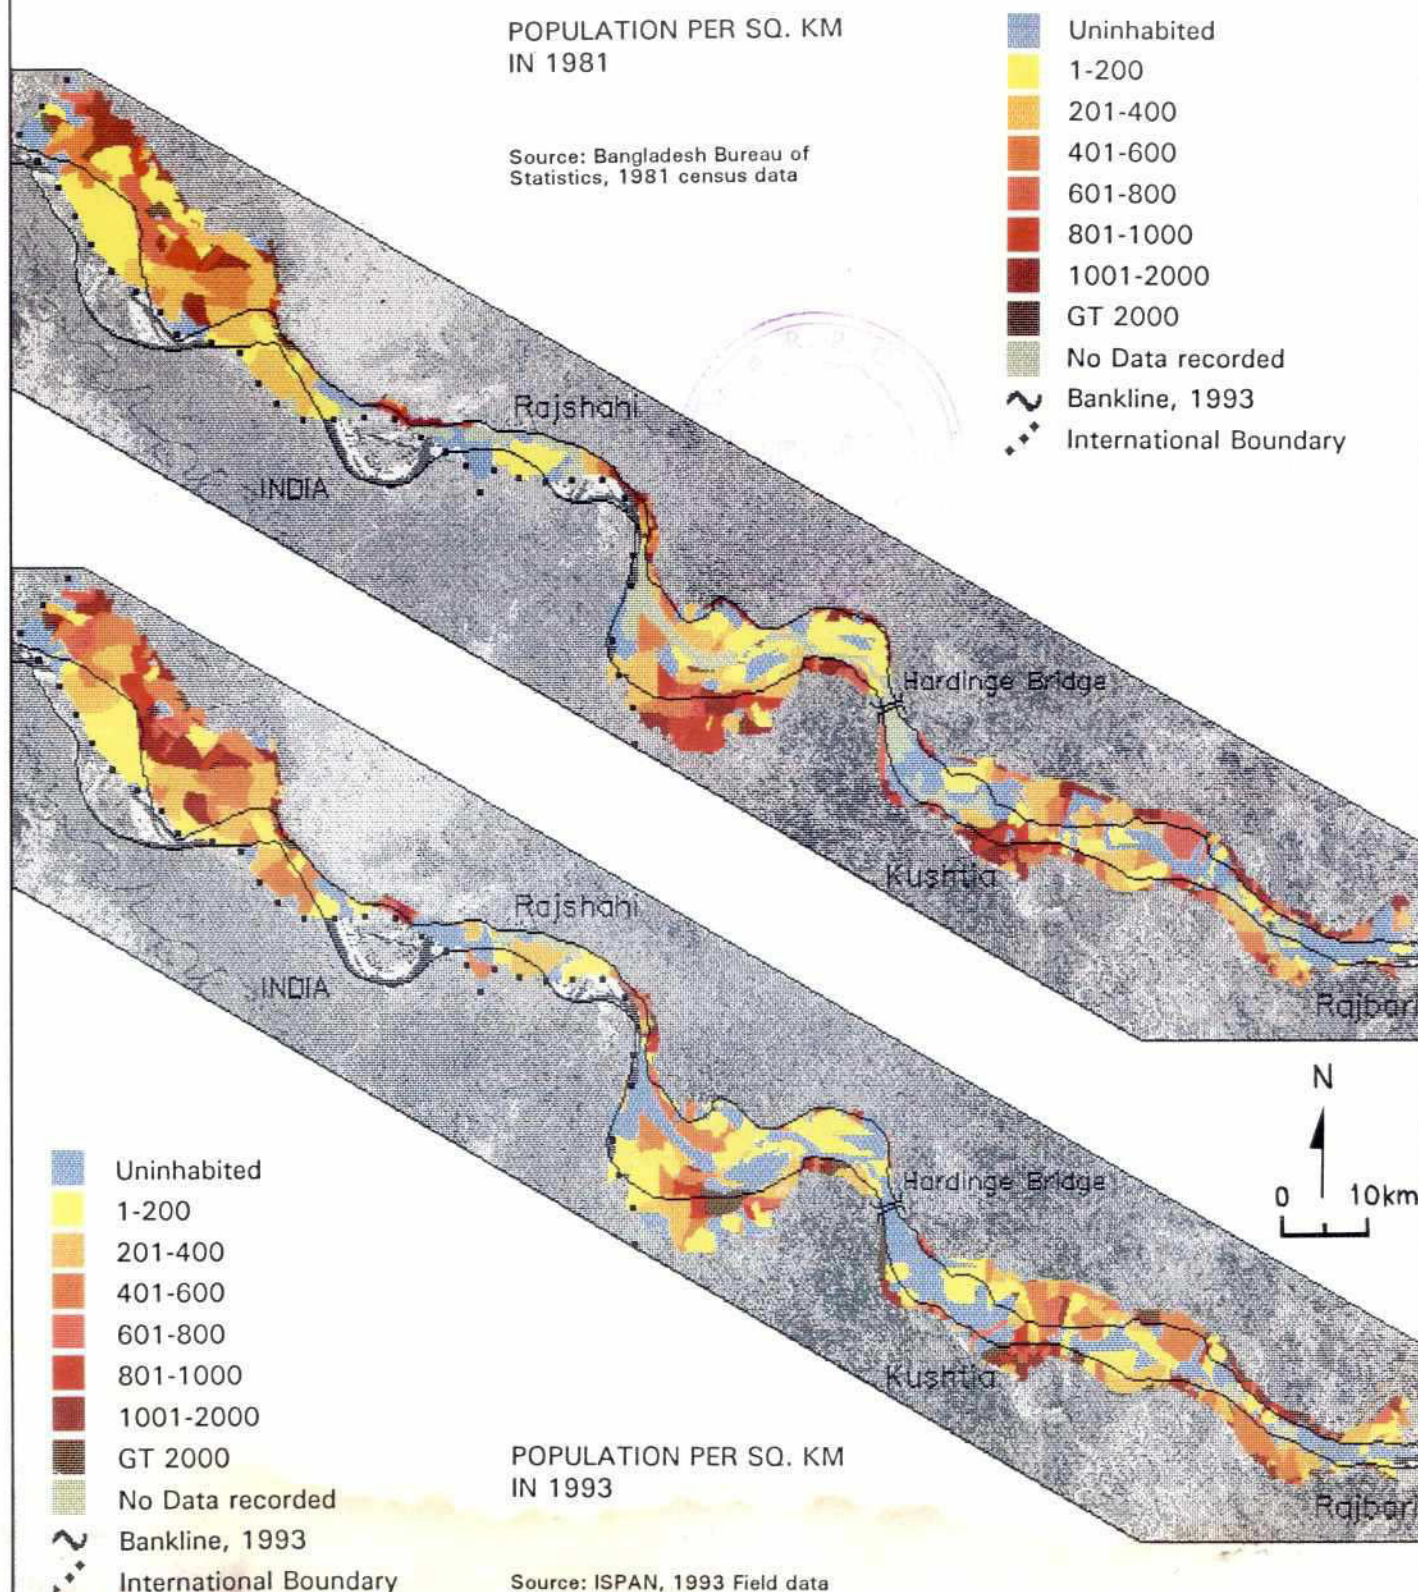 POPULATION PER SQ. KM
IN 1981
Source: Bangladesh Bureau of
Statistics, 1981 census data
Uninhabited
1-200
201-400
401-600
601-800
801-1000
1001-2000
GT 2000
No Data recorded
Bankline, 1993
International Boundary
Rajshahi
INDIA
Hardinge Bridge
Kushtia
Rajbari
Rajshahi
INDIA
N
0 10km
Hardinge Bridge
Kushtia
Rajbari
Uninhabited
1-200
201-400
401-600
601-800
801-1000
1001-2000
GT 2000
No Data recorded
Bankline, 1993
International Boundary
POPULATION PER SQ. KM
IN 1993
Source: ISPAN, 1993 Field data